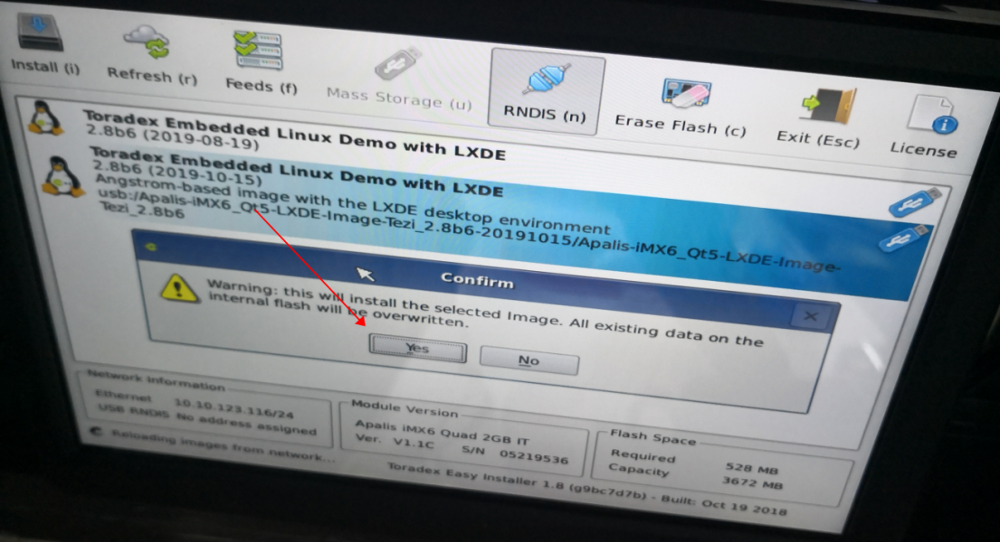 Install (i)
Refresh (r)
Feeds (f)
Mass Storage (u)
RNDIS (n)
Erase Flash (c)
Exit (Esc)
License
Toradex Embedded Linux Demo with LXDE
2.8b6 (2019-08-19)
Toradex Embedded Linux Demo with LXDE
2.8b6 (2019-10-15)
Angstrom-based image with the LXDE desktop environment
usb:/Apalis-iMX6_Qt5-LXDE-Image-Tezi_2.8b6-20191015/Apalis-iMX6_Qt5-LXDE-Image-
Tezi_2.8b6
Confirm
Warning: this will install the selected Image. All existing data on the
internal flash will be overwritten.
Yes
No
Network Information
Ethernet 10.10.123.116/24
USB RNDIS No address assigned
Reloading images from network...
Module Version
Apalis iMX6 Quad 2GB IT
Ver. V1.1C S/N 05219536
Flash Space
Required 528 MB
Capacity 3672 MB
Toradex Easy Installer 1.8 (g9bc7d7b) - Built: Oct 19 2018